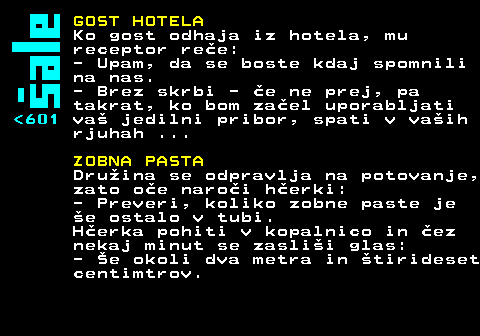 šale
<601
GOST HOTELA
Ko gost odhaja iz hotela, mu
receptor reče:
- Upam, da se boste kdaj spomnili
na nas.
- Brez skrbi - če ne prej, pa
takrat, ko bom začel uporabljati
vaš jedilni pribor, spati v vaših
rjuhah ...
ZOBNA PASTA
Družina se odpravlja na potovanje,
zato oče naroči hčerki:
- Preveri, koliko zobne paste je
še ostalo v tubi.
Hčerka pohiti v kopalnico in čez
nekaj minut se zasliši glas:
- Še okoli dva metra in štirideset
centimtrov.